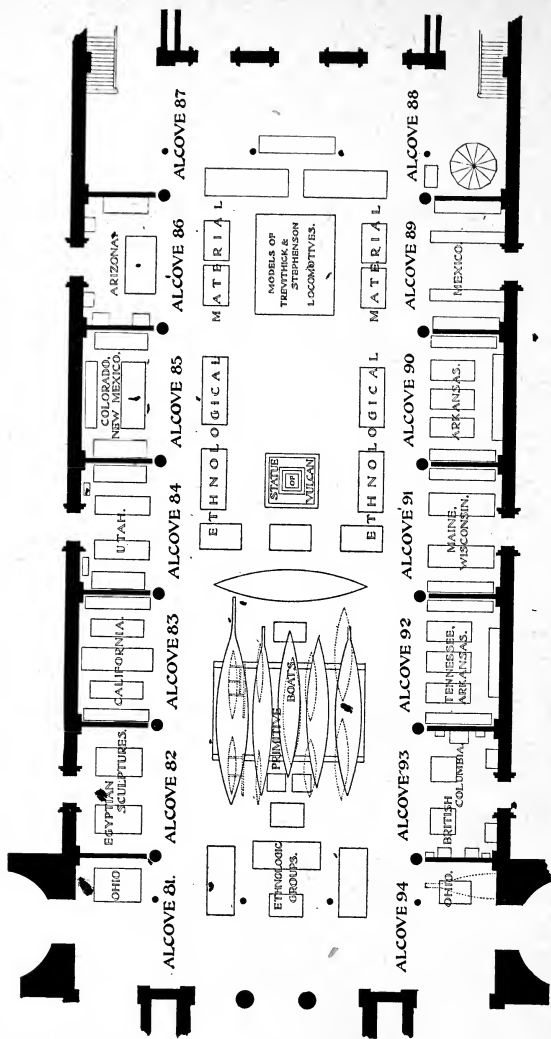 ALCOVE 87
ALCOVE 86
ARIZONA.
ALCOVE 85
COLORADO,
NEW MEXICO.
ALCOVE 84
UTAH.
ALCOVE 83
CALIFORNIA.
ALCOVE 82
EGYPTIAN
SCULPTURES.
ALCOVE 81.
OHIO
ETHNOLOGICAL MATERIAL
MODELS OF
TREVITHICK &
STEPHENSON
LOCOMOTIVES.
STATUE
OF
VULCAN
PRIMITIVE
BOATS.
ETHNOLOGIC
GROUPS.
ETHNOLOGICAL MATERIAL
ALCOVE 88
ALCOVE 89
MEXICO.
ALCOVE 90
ARKANSAS.
ALCOVE 91
MAINE,
WISCONSIN.
ALCOVE 92
TENNESSEE,
ARKANSAS.
ALCOVE 93
BRITISH
COLUMBIA.
ALCOVE 94
OHIO.